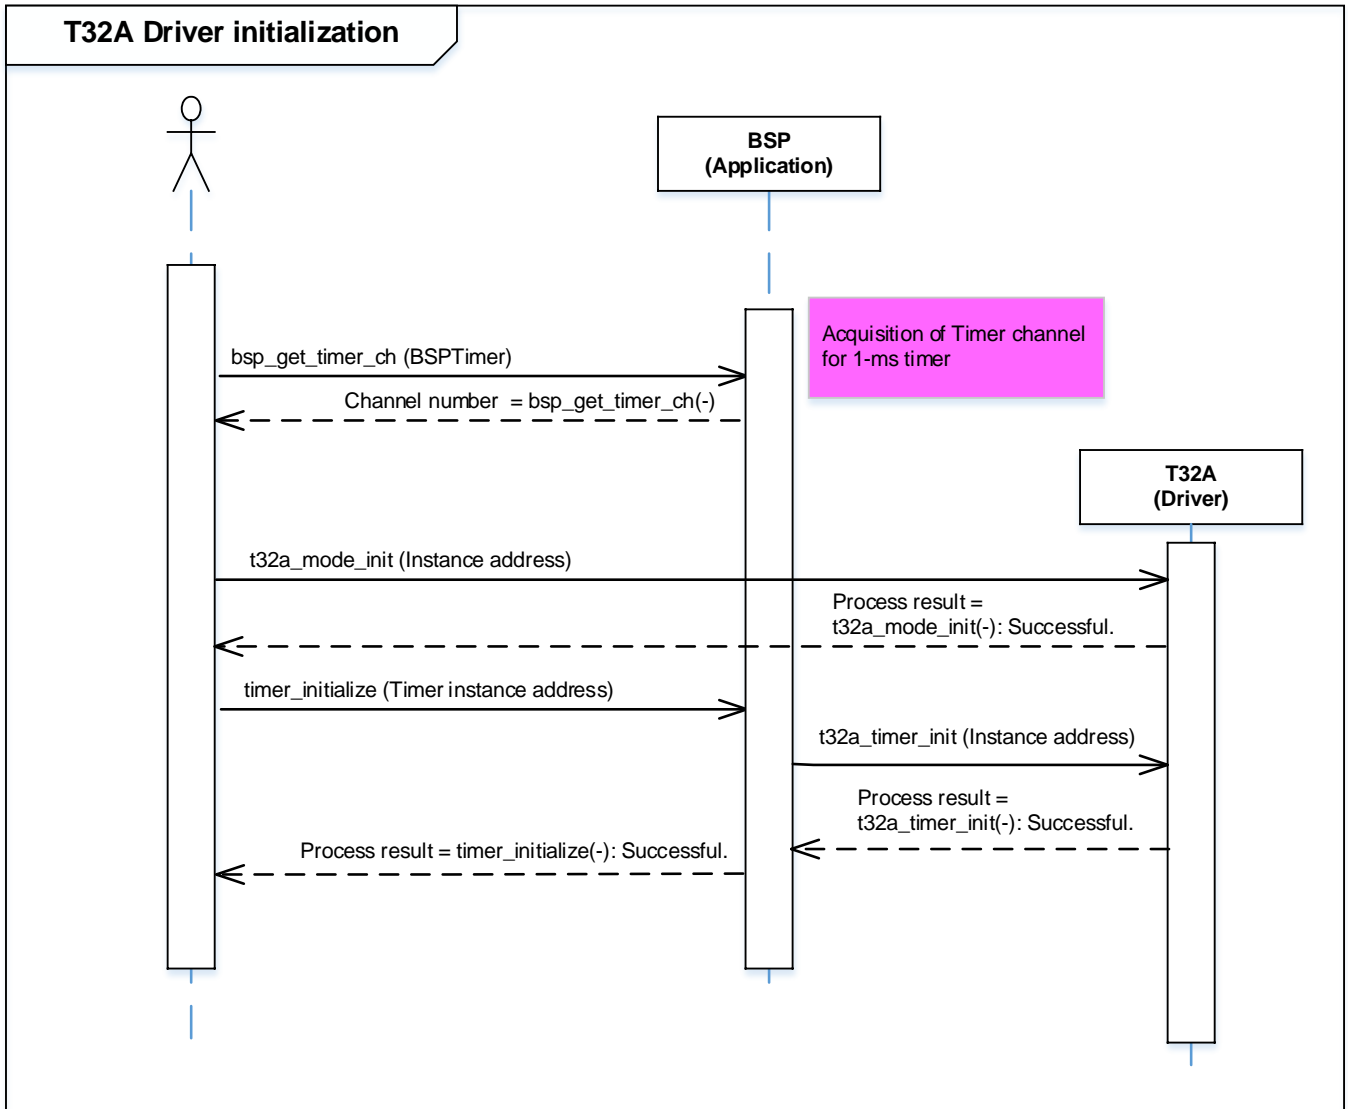 T32A Driver initialization
BSP
(Application)
Acquisition of Timer channel
for 1-ms timer
bsp_get_timer_ch (BSPTimer)
Channel number  = bsp_get_timer_ch(-)
T32A
(Driver)
t32a_mode_init (Instance address)
Process result =
t32a_mode_init(-): Successful.
timer_initialize (Timer instance address)
t32a_timer_init (Instance address)
Process result =
t32a_timer_init(-): Successful.
Process result = timer_initialize(-): Successful.